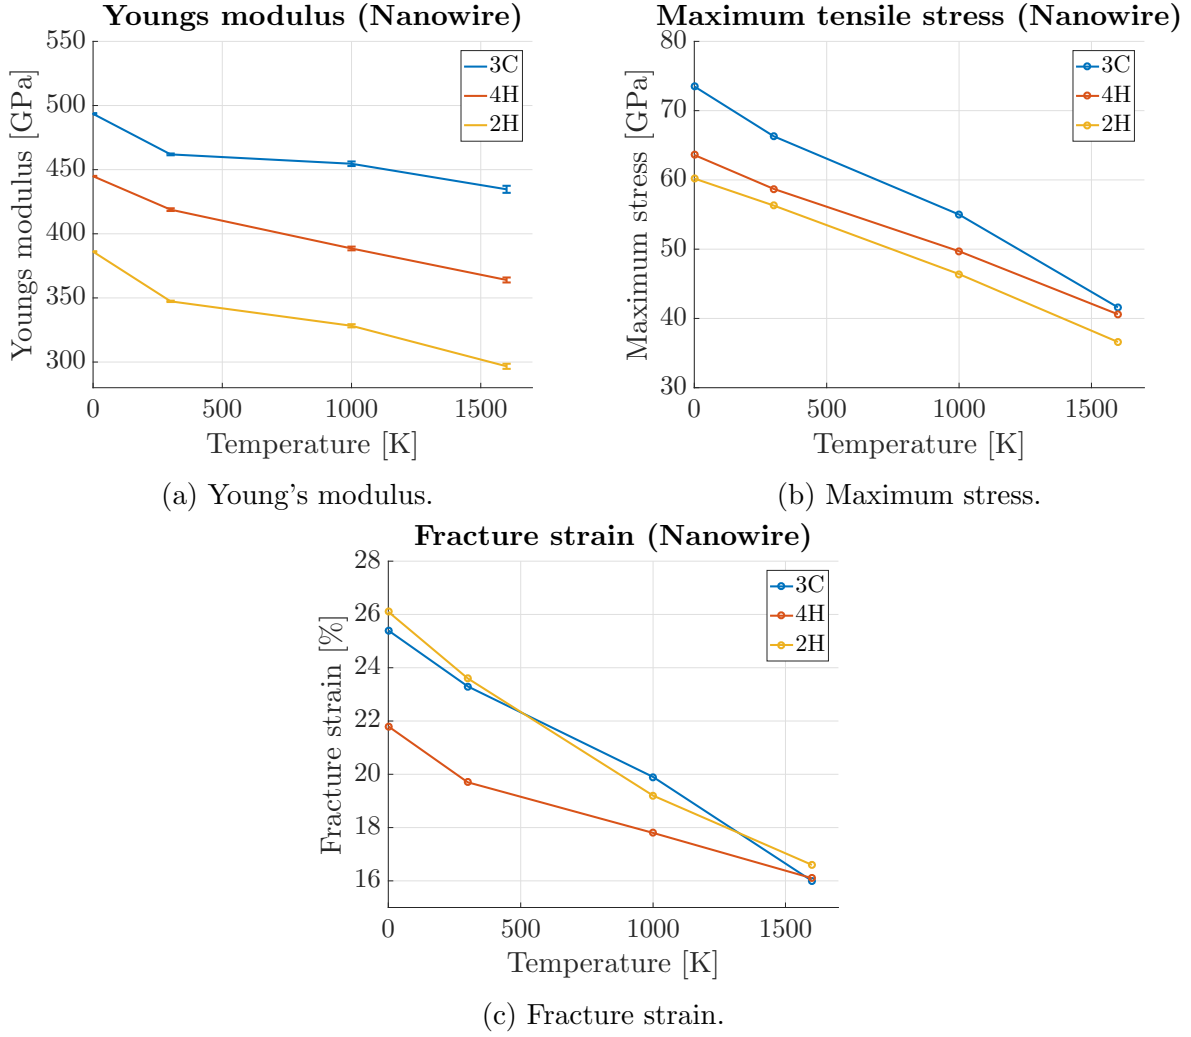 Youngs modulus (Nanowire)
550
500
450
400
350
300
0
500
1000
1500
Youngs modulus [GPa]
Temperature [K]
3C
4H
2H
(a) Young's modulus.
Maximum tensile stress (Nanowire)
80
70
60
50
40
30
0
500
1000
1500
Maximum stress [GPa]
Temperature [K]
3C
4H
2H
(b) Maximum stress.
Fracture strain (Nanowire)
28
26
24
22
20
18
16
0
500
1000
1500
Fracture strain [%]
Temperature [K]
3C
4H
2H
(c) Fracture strain.